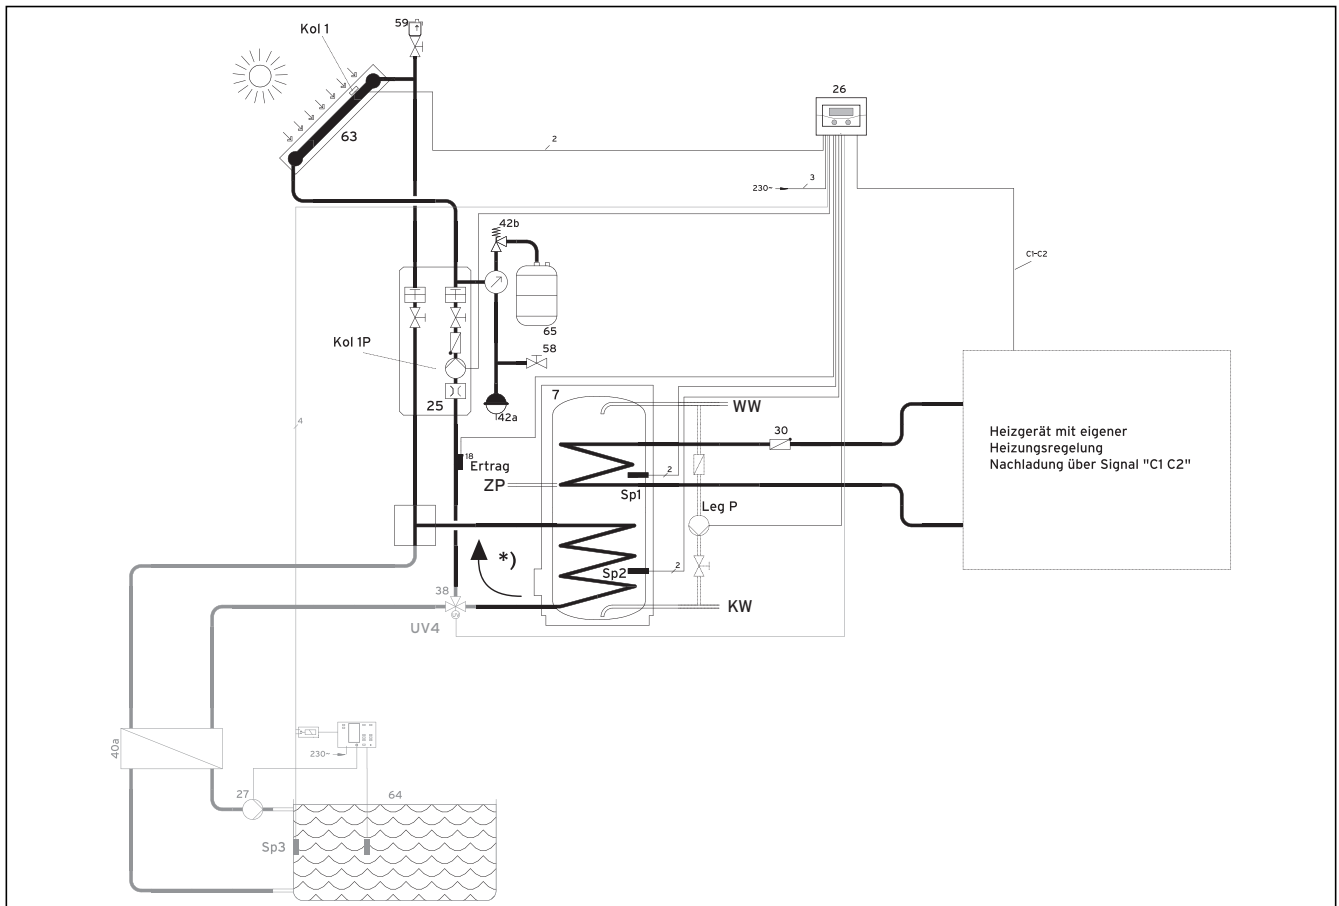 59
Kol 1
26
63
2
3
230~
42b
C1-C2
65
Kol 1P
58
7
25
42a
WW
4
30
Heizgerät mit eigener
Heizungsregelung
Nachladung über Signal "C1 C2"
18
Ertrag
2
ZP
Sp1
Leg P
*)
2
Sp2
38
KW
UV4
40a
230~
27
64
Sp3